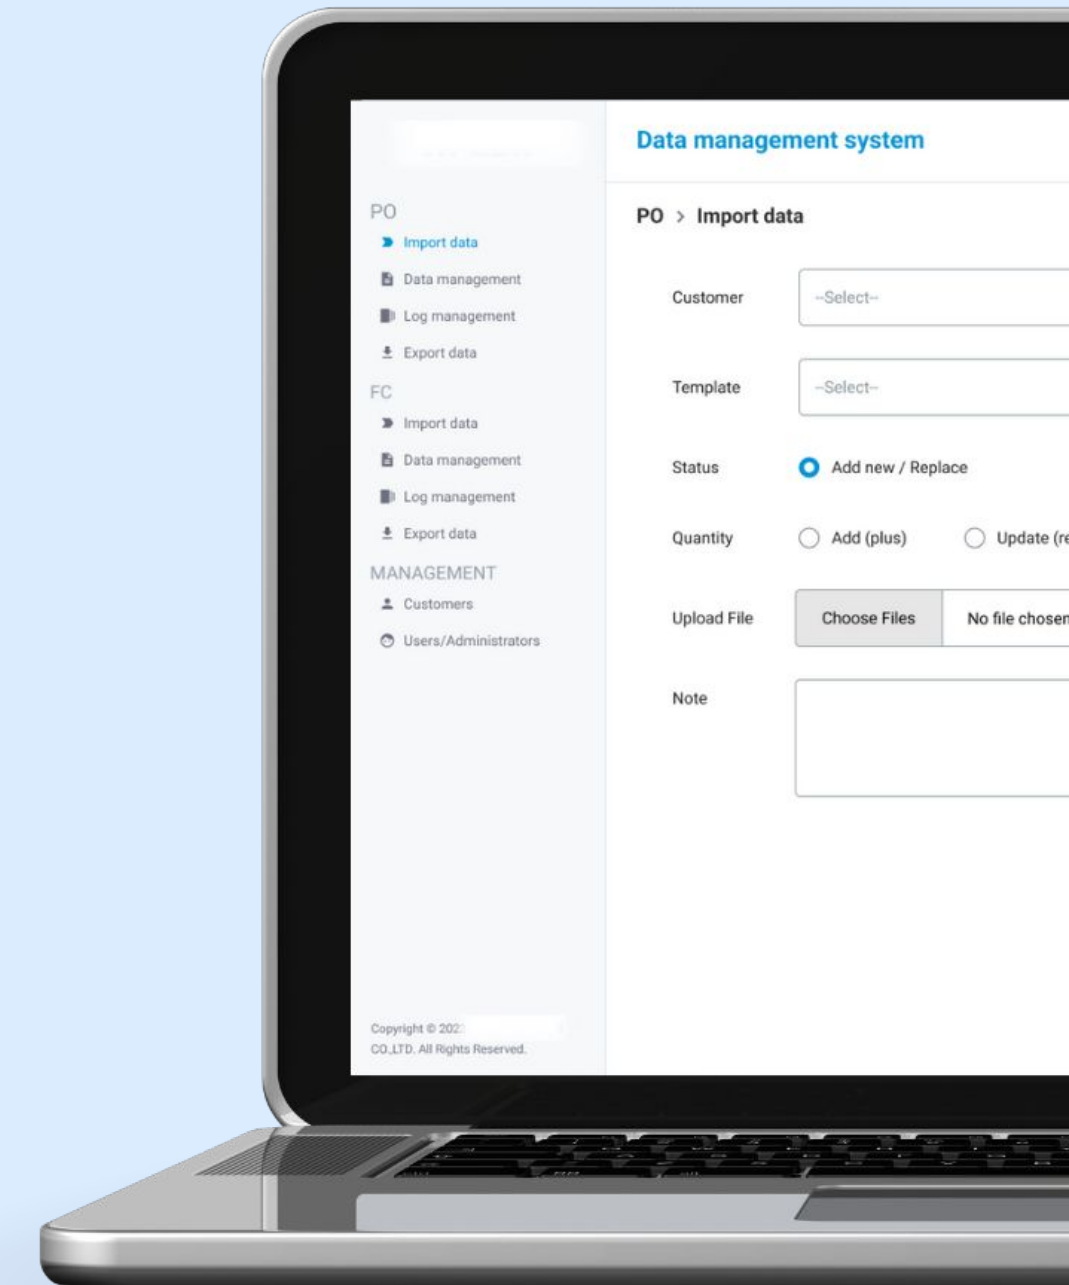 Data management system
PO > Import data
PO
Import data
Data management
Log management
Export data
FC
Import data
Data management
Log management
Export data
MANAGEMENT
Customers
Users/Administrators
Customer
--Select--
Template
--Select--
Status
Add new / Replace
Quantity
Add (plus)
Update (re
Upload File
Choose Files
No file chosen
Note
Copyright © 202
CO.,LTD. All Rights Reserved.